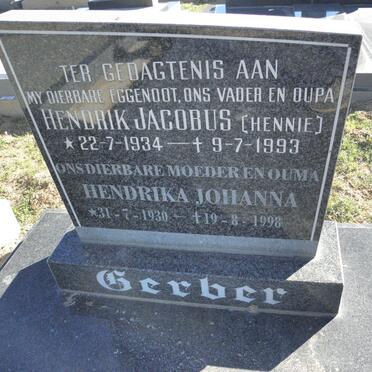 TER GEDAGTENIS AAN
MY DIERBARE EGGENOOT, ONS VADER EN OUPA
HENDRIK JACOBUS (HENNIE)
★ 22-7-1934 — ✝ 9-7-1993
ONS DIERBARE MOEDER EN OUMA
HENDRIKA JOHANNA
★31-7-1930 — ✝19-8-1998
Gerber